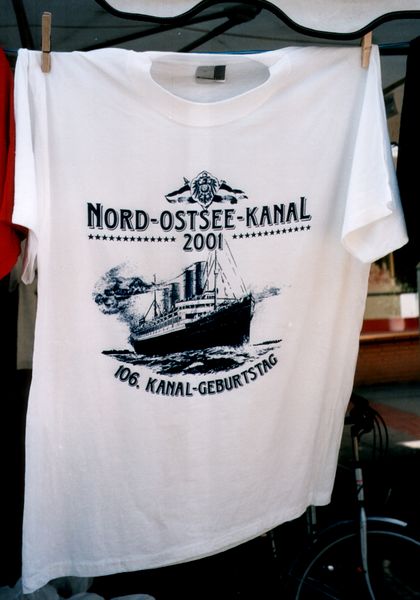 NORD-OSTSEE-KANAL
2001
106. KANAL-GEBURTSTAG